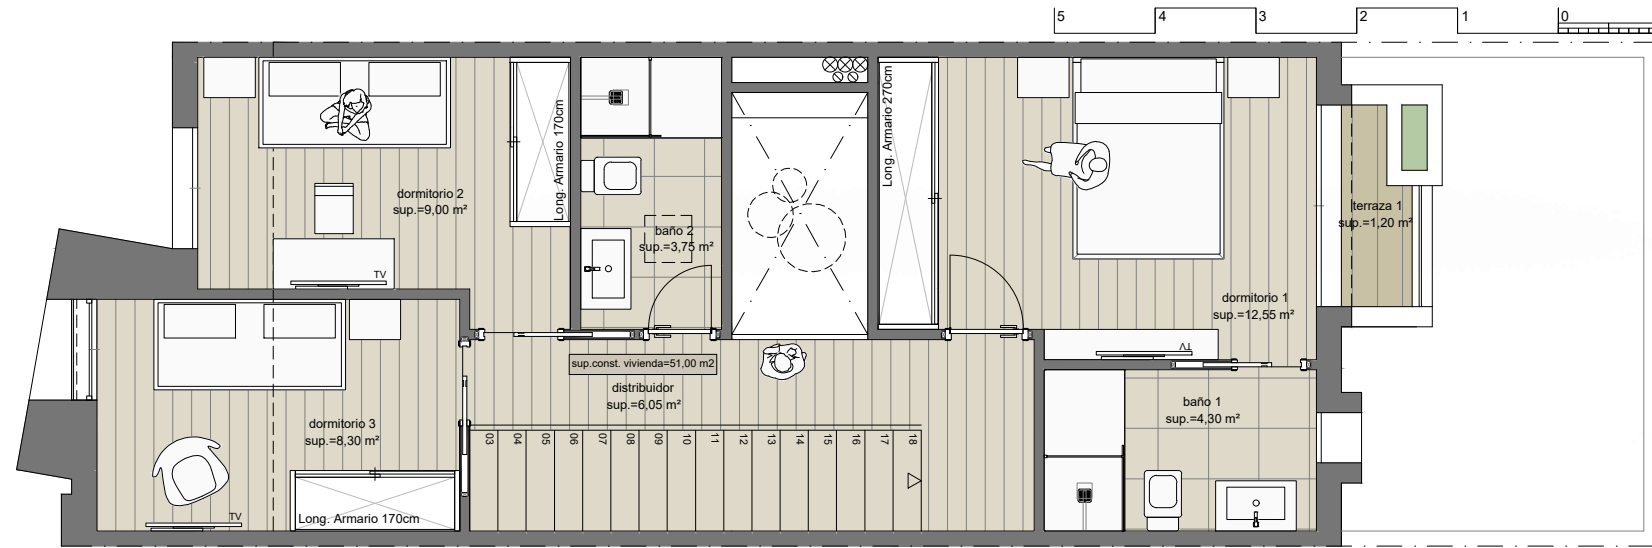 5
4
3
2
1
0
Long. Armario 170cm
Long. Armario 270cm
dormitorio 2
sup.=9,00 m²
TV
baño 2
sup.=3,75 m²
terraza 1
sup.=1,20 m²
dormitorio 1
sup.=12,55 m²
TV
sup.const. vivienda=51,00 m2
distribuidor
sup.=6,05 m²
baño 1
sup.=4,30 m²
dormitorio 3
sup.=8,30 m²
03
04
05
06
07
08
09
10
11
12
13
14
15
16
17
18
Long. Armario 170cm
TV